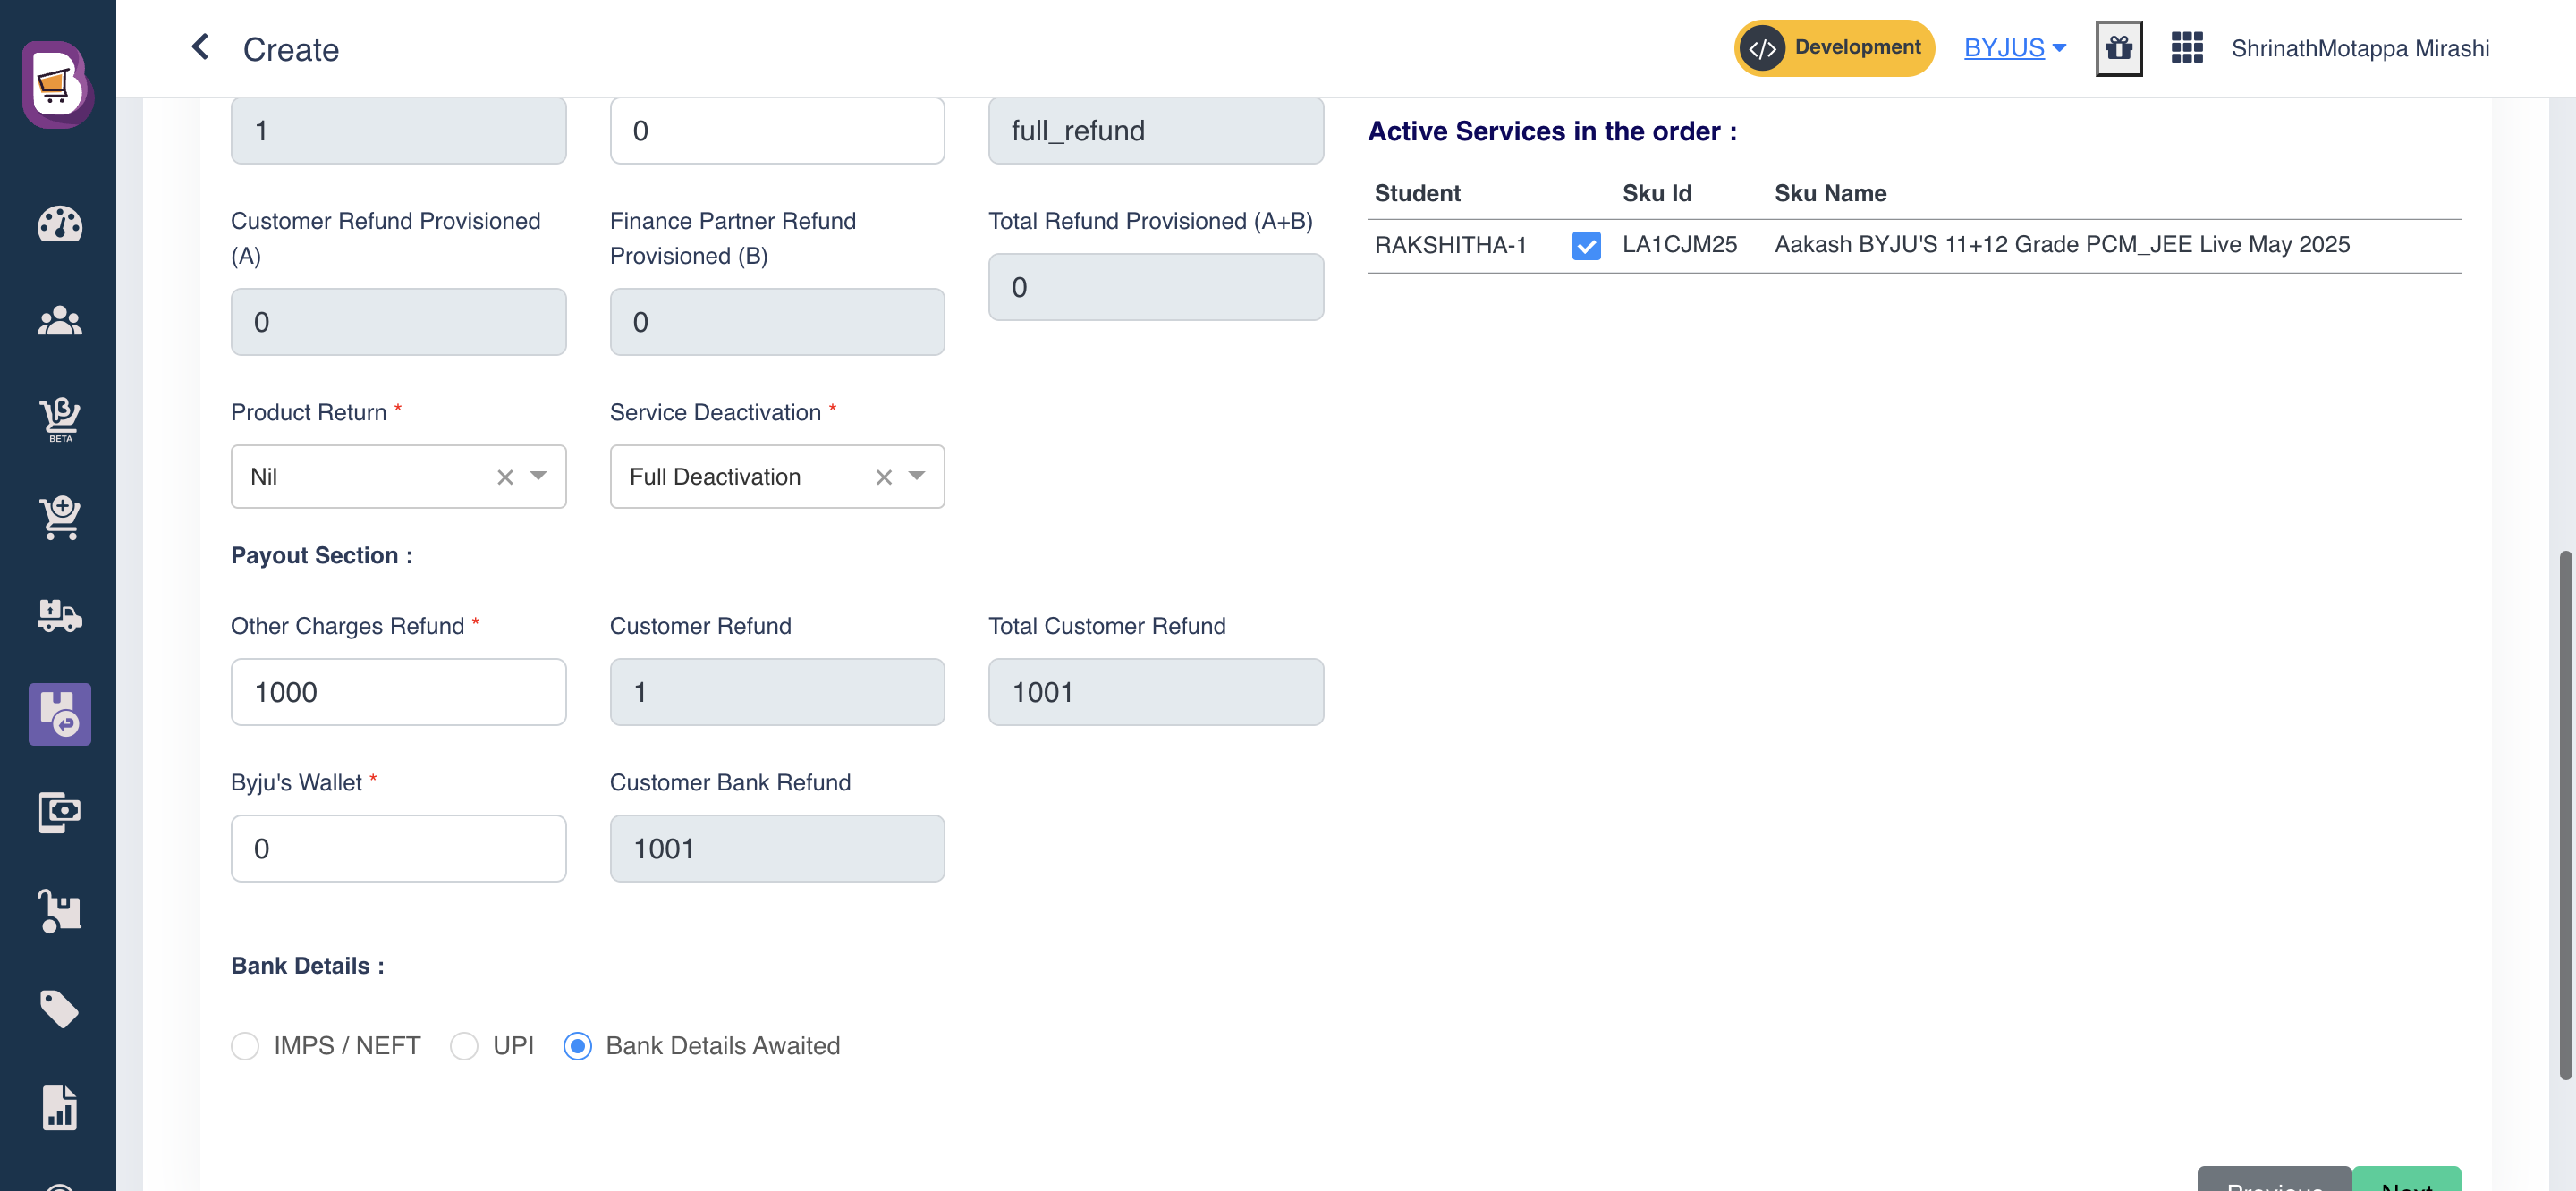 Create
</> Development
BYJUS
ShrinathMotappa Mirashi
1
0
full_refund
Active Services in the order :
Student Sku Id Sku Name
RAKSHITHA-1 LA1CJM25 Aakash BYJU'S 11+12 Grade PCM_JEE Live May 2025
Customer Refund Provisioned
(A)
Finance Partner Refund
Provisioned (B)
Total Refund Provisioned (A+B)
0
0
0
Product Return *
Service Deactivation *
Nil
Full Deactivation
BETA
Payout Section :
Other Charges Refund *
Customer Refund
Total Customer Refund
1000
1
1001
Byju's Wallet *
Customer Bank Refund
0
1001
Bank Details :
IMPS / NEFT UPI Bank Details Awaited
Previous
Next